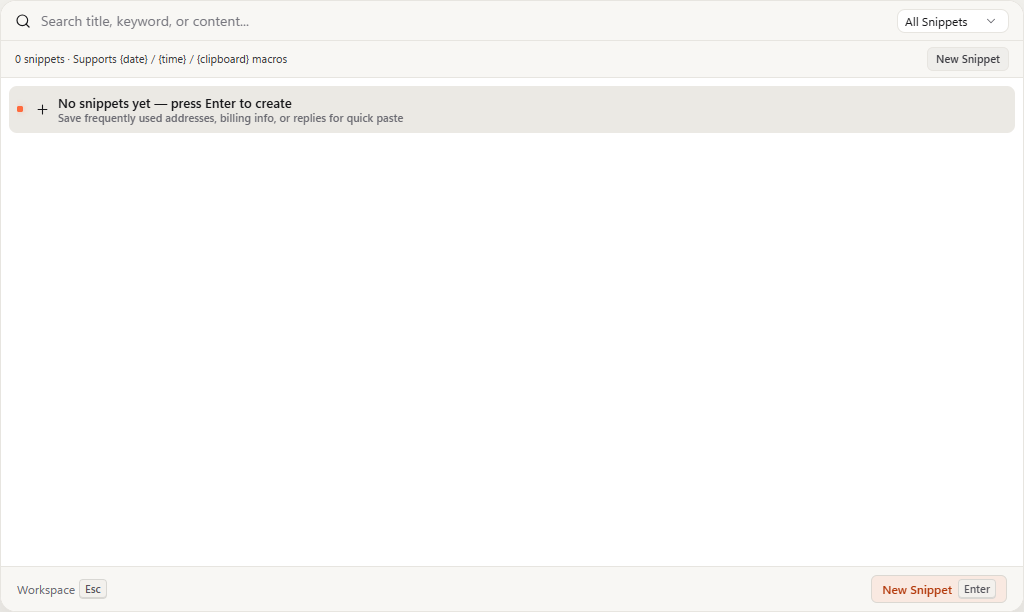 Search title, keyword, or content...
All Snippets
0 snippets · Supports {date} / {time} / {clipboard} macros
New Snippet
No snippets yet — press Enter to create
Save frequently used addresses, billing info, or replies for quick paste
Workspace Esc
New Snippet Enter